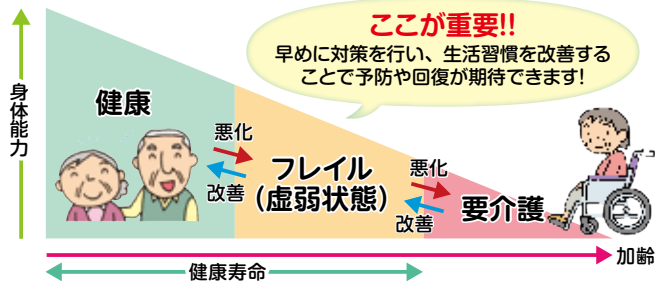 ここが重要!!
早めに対策を行い、生活習慣を改善する
ことで予防や回復が期待できます!
身体能力
健康
悪化
改善
フレイル
（虚弱状態）
悪化
改善
要介護
加齢
健康寿命